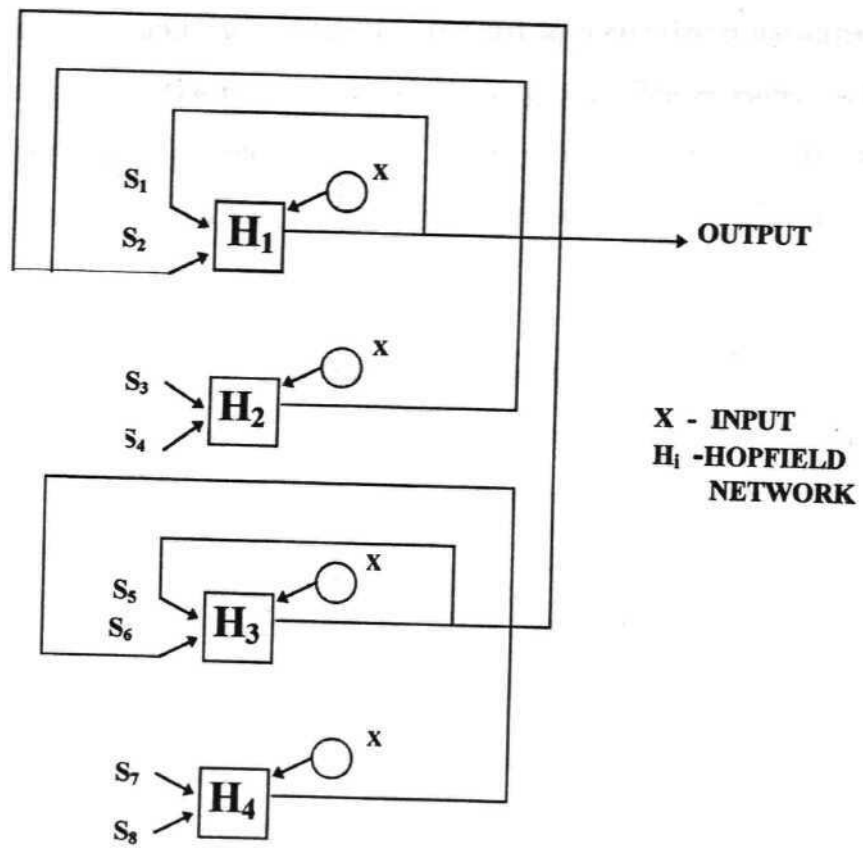 X
S₁
H₁
S₂
OUTPUT
X
S₃
H₂
S₄
X - INPUT
Hᵢ -HOPFIELD
NETWORK
X
S₅
H₃
S₆
X
S₇
H₄
S₈